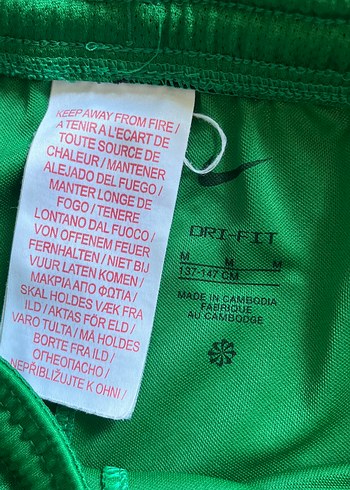 KEEP AWAY FROM FIRE /
A TENIR A L'ECART DE
TOUTE SOURCE DE
CHALEUR / MANTENER
ALEJADO DEL FUEGO /
MANTER LONGE DE
FOGO / TENERE
LONTANO DAL FUOCO /
VON OFFENEM FEUER
FERNHALTEN / NIET BIJ
VUUR LATEN KOMEN /
ΜΑΚΡΙΑ ΑΠΟ ΦΩΤΙΑ /
SKAL HOLDES VÆK FRA
ILD / AKTAS FÖR ELD /
VARO TULTA / MÅ HOLDES
BORTE FRA ILD /
ОГНЕОПАСНО /
NEPŘIBLIŽUJTE K OHNI /
DRI-FIT
M M M
137-147 CM
MADE IN CAMBODIA
FABRIQUE
AU CAMBODGE